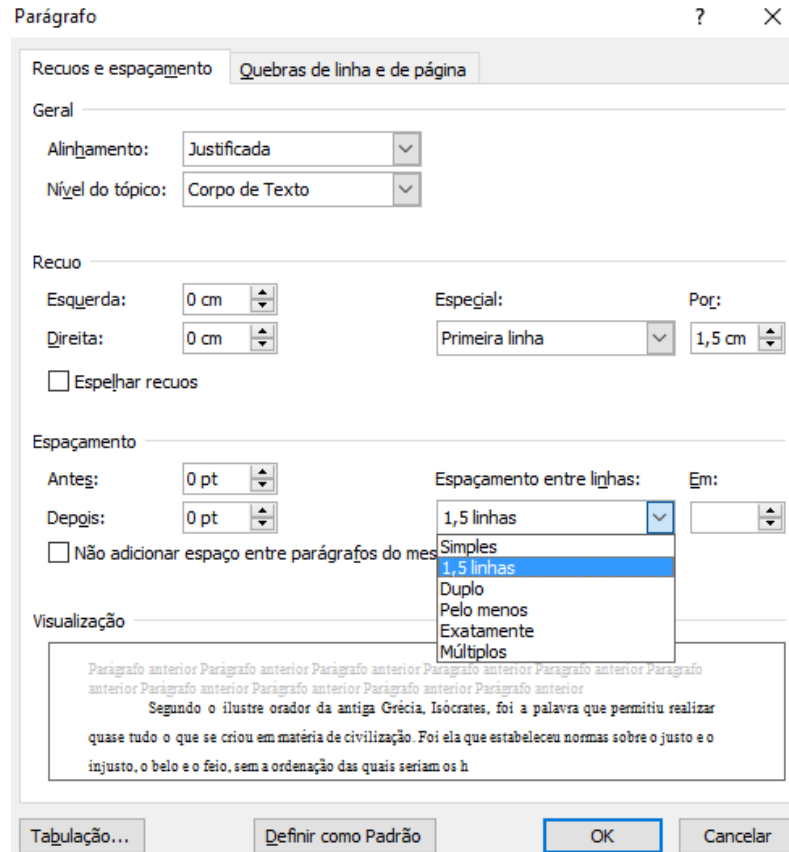 Parágrafo ? X
Recuos e espaçamento Quebras de linha e de página
Geral
Alinhamento: Justificada
Nível do tópico: Corpo de Texto
Recuo
Esquerda: 0 cm Especial: Por:
Direita: 0 cm Primeira linha 1,5 cm
Espelhar recuos
Espaçamento
Antes: 0 pt Espaçamento entre linhas: Em:
Depois: 0 pt 1,5 linhas
Não adicionar espaço entre parágrafos do mes
Simples
1,5 linhas
Duplo
Pelo menos
Exatamente
Múltiplos
Visualização
Parágrafo anterior Parágrafo anterior Parágrafo anterior Parágrafo anterior Parágrafo anterior Parágrafo
anterior Parágrafo anterior Parágrafo anterior Parágrafo anterior Parágrafo anterior
Segundo o ilustre orador da antiga Grécia, Isócrates, foi a palavra que permitiu realizar
quase tudo o que se criou em matéria de civilização. Foi ela que estabeleceu normas sobre o justo e o
injusto, o belo e o feio, sem a ordenação das quais seriam os h
Tabulação... Definir como Padrão OK Cancelar